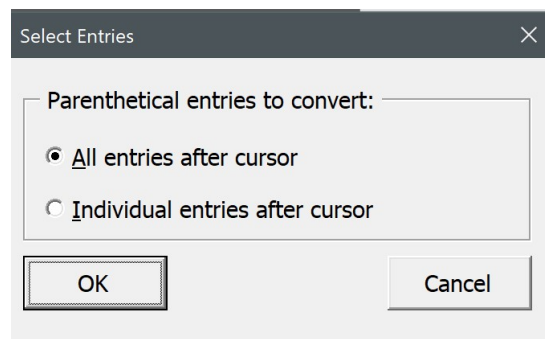 Select Entries
Parenthetical entries to convert:
All entries after cursor
Individual entries after cursor
OK
Cancel